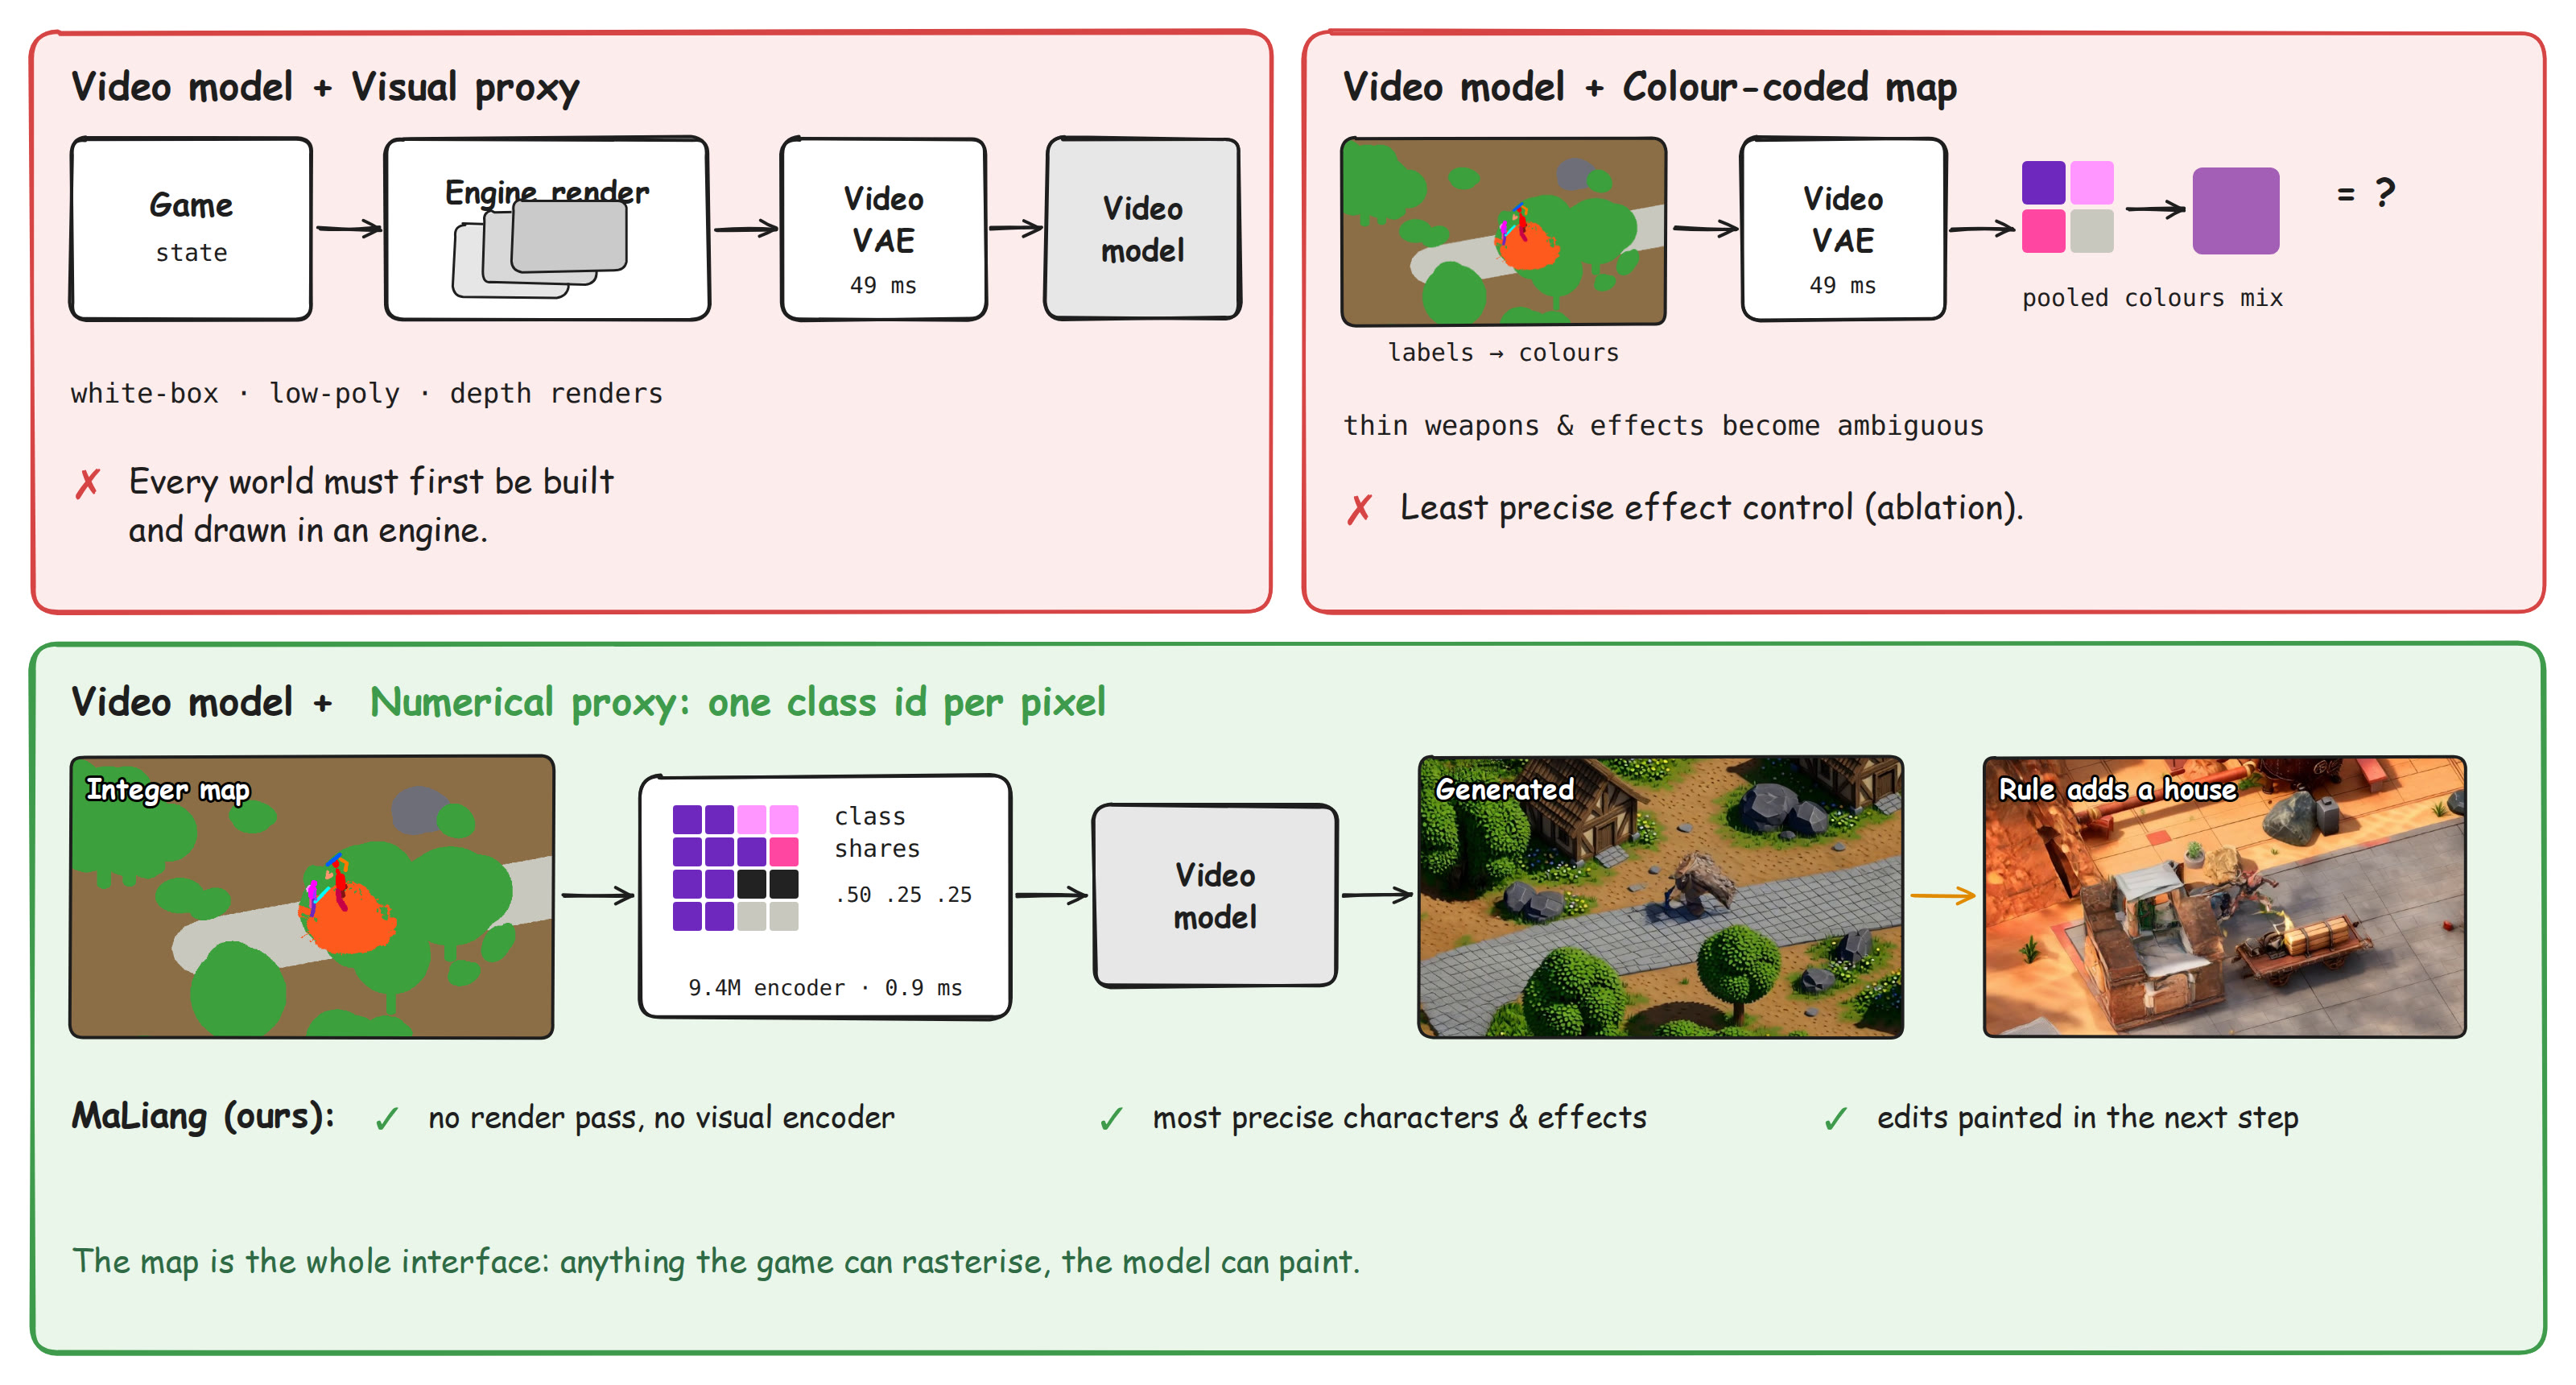 Video model + Visual proxy
Game
state
Engine render
Video
VAE
49 ms
Video
model
white-box · low-poly · depth renders
✗ Every world must first be built
and drawn in an engine.
Video model + Colour-coded map
labels → colours
Video
VAE
49 ms
= ?
pooled colours mix
thin weapons & effects become ambiguous
✗ Least precise effect control (ablation).
Video model + Numerical proxy: one class id per pixel
Integer map
class
shares
.50 .25 .25
9.4M encoder · 0.9 ms
Video
model
Generated
Rule adds a house
MaLiang (ours): ✓ no render pass, no visual encoder ✓ most precise characters & effects ✓ edits painted in the next step
The map is the whole interface: anything the game can rasterise, the model can paint.